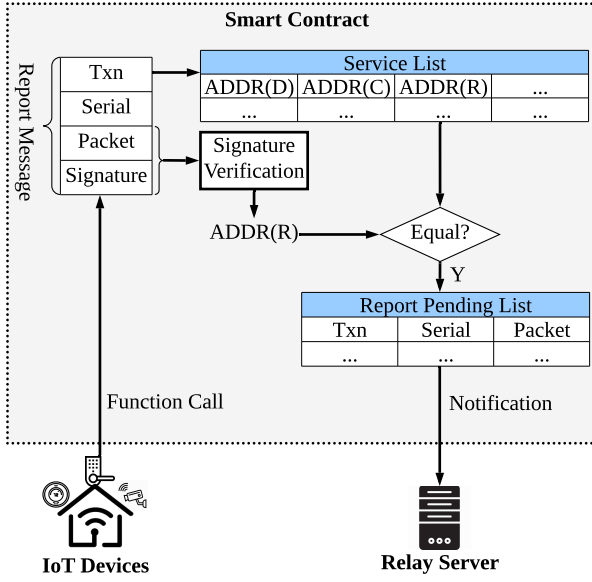 Smart Contract
Report Message
Txn
Serial
Packet
Signature
Service List
ADDR(D) ADDR(C) ADDR(R) ...
... ... ... ...
Signature
Verification
ADDR(R)
Equal?
Y
Report Pending List
Txn Serial Packet
... ... ...
Function Call
Notification
IoT Devices
Relay Server